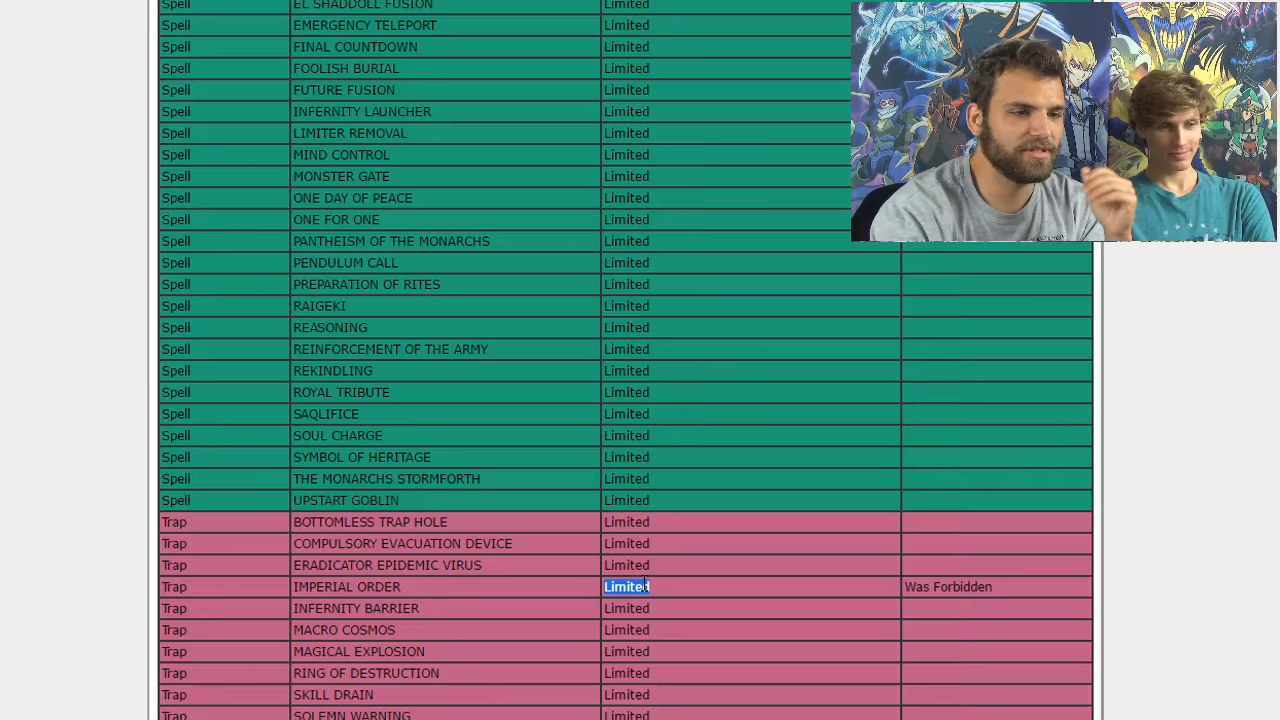 Spell EL SHADDOLL FUSION Limited
Spell EMERGENCY TELEPORT Limited
Spell FINAL COUNTDOWN Limited
Spell FOOLISH BURIAL Limited
Spell FUTURE FUSION Limited
Spell INFERNITY LAUNCHER Limited
Spell LIMITER REMOVAL Limited
Spell MIND CONTROL Limited
Spell MONSTER GATE Limited
Spell ONE DAY OF PEACE Limited
Spell ONE FOR ONE Limited
Spell PANTHEISM OF THE MONARCHS Limited
Spell PENDULUM CALL Limited
Spell PREPARATION OF RITES Limited
Spell RAIGEKI Limited
Spell REASONING Limited
Spell REINFORCEMENT OF THE ARMY Limited
Spell REKINDLING Limited
Spell ROYAL TRIBUTE Limited
Spell SAQLIFICE Limited
Spell SOUL CHARGE Limited
Spell SYMBOL OF HERITAGE Limited
Spell THE MONARCHS STORMFORTH Limited
Spell UPSTART GOBLIN Limited
Trap BOTTOMLESS TRAP HOLE Limited
Trap COMPULSORY EVACUATION DEVICE Limited
Trap ERADICATOR EPIDEMIC VIRUS Limited
Trap IMPERIAL ORDER Limited Was Forbidden
Trap INFERNITY BARRIER Limited
Trap MACRO COSMOS Limited
Trap MAGICAL EXPLOSION Limited
Trap RING OF DESTRUCTION Limited
Trap SKILL DRAIN Limited
Trap SOLEMN WARNING Limited